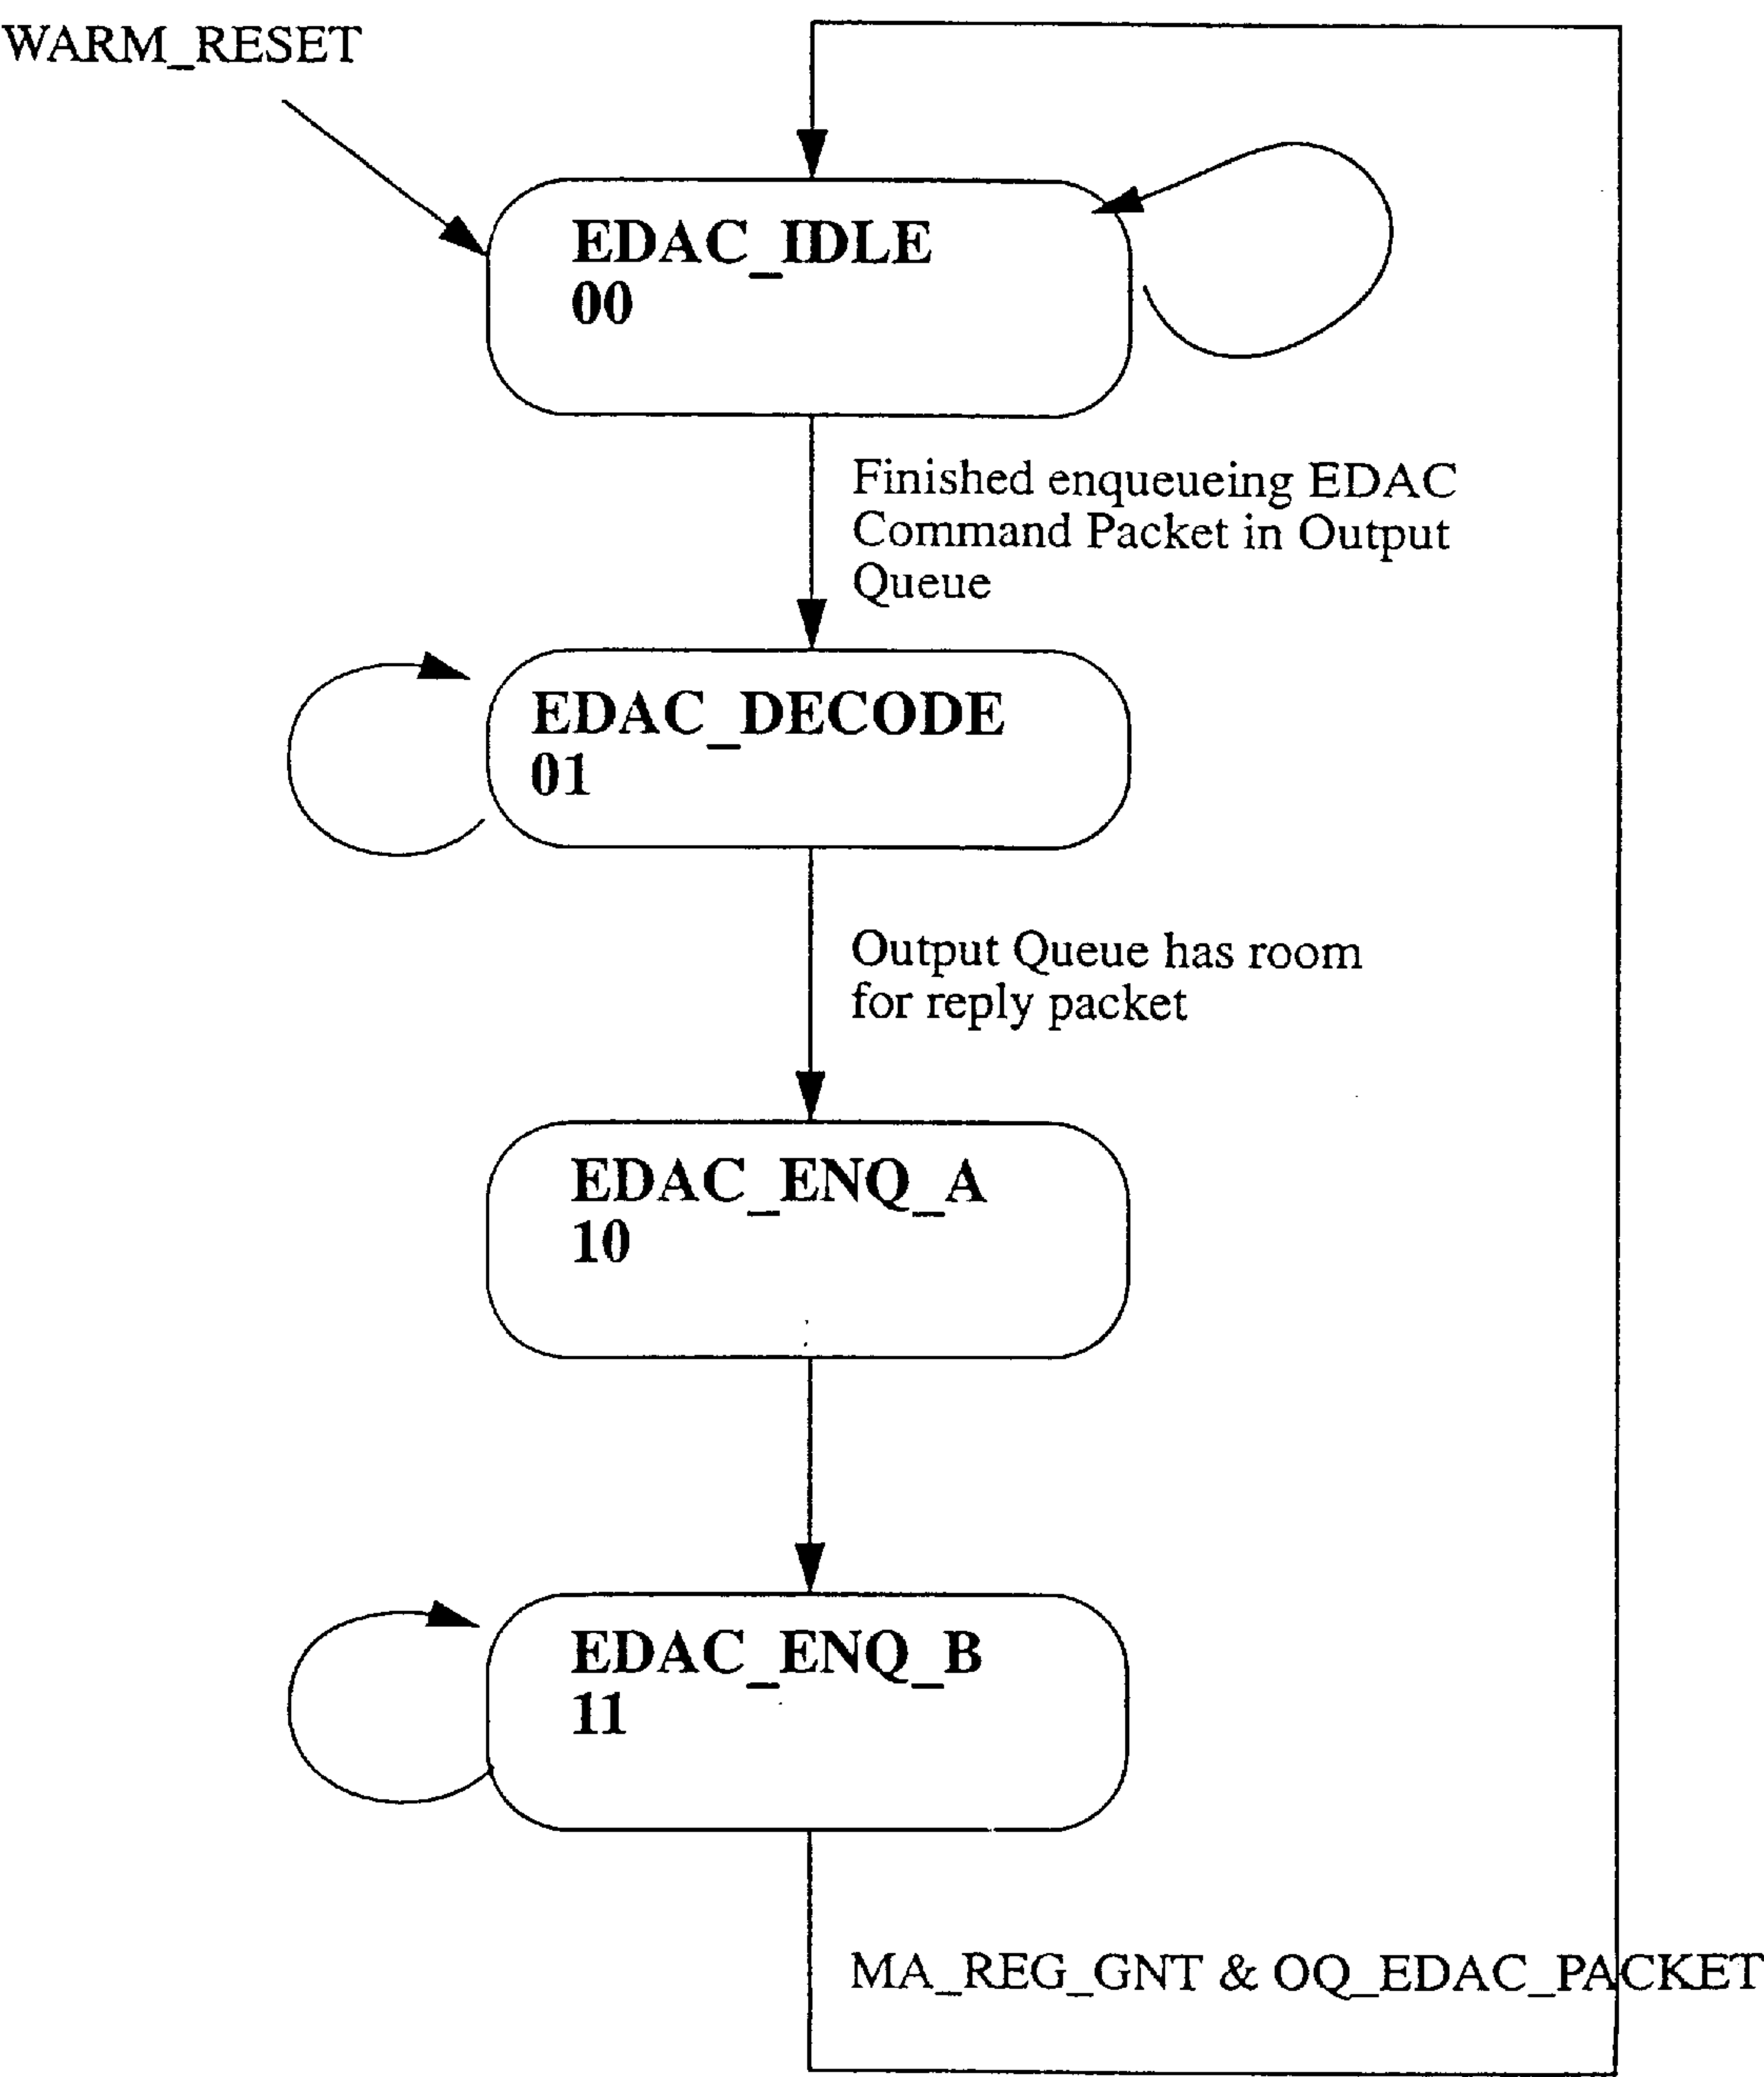 WARM_RESET
EDAC_IDLE
00
Finished enqueueing EDAC
Command Packet in Output
Queue
EDAC_DECODE
01
Output Queue has room
for reply packet
EDAC_ENQ_A
10
EDAC_ENQ_B
11
MA_REG_GNT & OQ_EDAC_PACKET